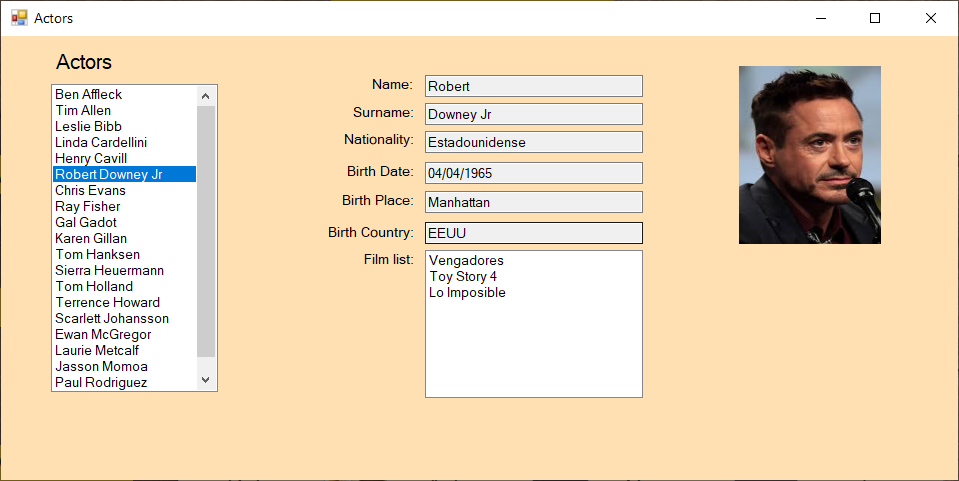 Actors
Actors
Ben Affleck
Tim Allen
Leslie Bibb
Linda Cardellini
Henry Cavill
Robert Downey Jr
Chris Evans
Ray Fisher
Gal Gadot
Karen Gillan
Tom Hanksen
Sierra Heuermann
Tom Holland
Terrence Howard
Scarlett Johansson
Ewan McGregor
Laurie Metcalf
Jasson Momoa
Paul Rodriguez
Name: Robert
Surname: Downey Jr
Nationality: Estadounidense
Birth Date: 04/04/1965
Birth Place: Manhattan
Birth Country: EEUU
Film list: Vengadores
Toy Story 4
Lo Imposible